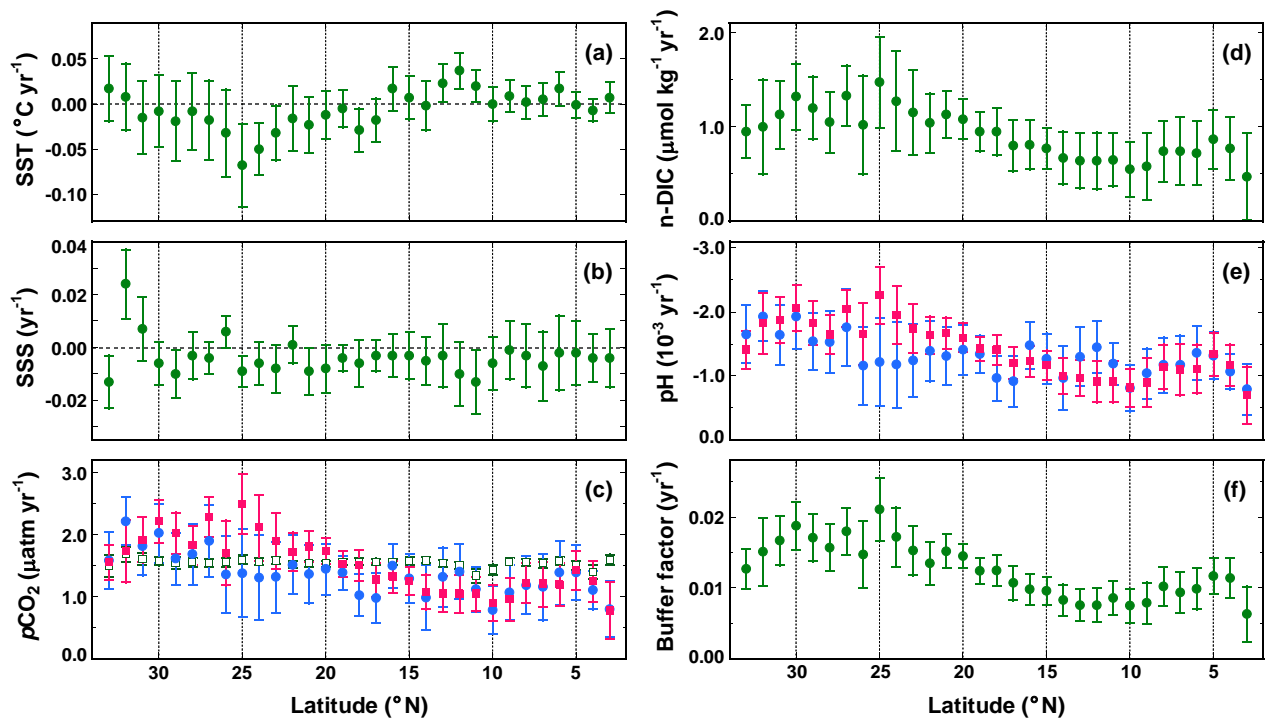 (a)
SST (°C yr⁻¹)
0.05
0.00
-0.05
-0.10
(b)
SSS (yr⁻¹)
0.04
0.02
0.00
-0.02
(c)
pCO₂ (µatm yr⁻¹)
3.0
2.0
1.0
0.0
30 25 20 15 10 5
Latitude (°N)
(d)
n-DIC (µmol kg⁻¹ yr⁻¹)
2.0
1.0
0.0
(e)
pH (10⁻³ yr⁻¹)
-3.0
-2.0
-1.0
0.0
(f)
Buffer factor (yr⁻¹)
0.02
0.01
0.00
30 25 20 15 10 5
Latitude (°N)